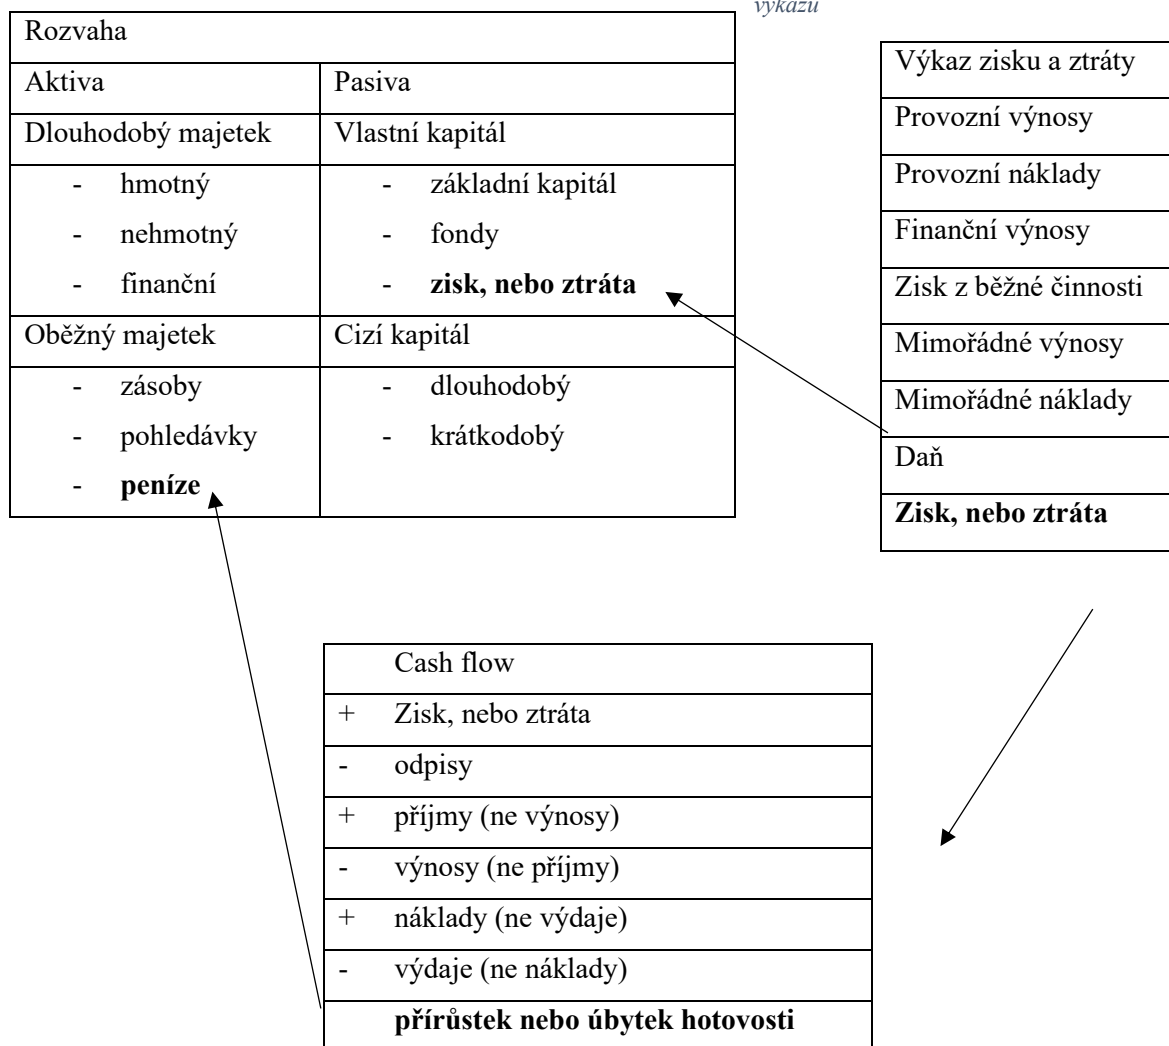 výkazů
Rozvaha
Aktiva Pasiva
Dlouhodobý majetek Vlastní kapitál
- hmotný - základní kapitál
- nehmotný - fondy
- finanční - zisk, nebo ztráta
Oběžný majetek Cizí kapitál
- zásoby - dlouhodobý
- pohledávky - krátkodobý
- peníze
Výkaz zisku a ztráty
Provozní výnosy
Provozní náklady
Finanční výnosy
Zisk z běžné činnosti
Mimořádné výnosy
Mimořádné náklady
Daň
Zisk, nebo ztráta
Cash flow
+ Zisk, nebo ztráta
- odpisy
+ příjmy (ne výnosy)
- výnosy (ne příjmy)
+ náklady (ne výdaje)
- výdaje (ne náklady)
přírůstek nebo úbytek hotovosti